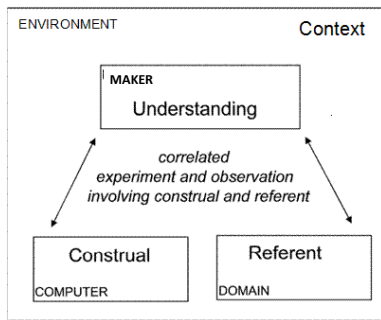 ENVIRONMENT
Context
MAKER
Understanding
correlated
experiment and observation
involving construal and referent
Construal
COMPUTER
Referent
DOMAIN